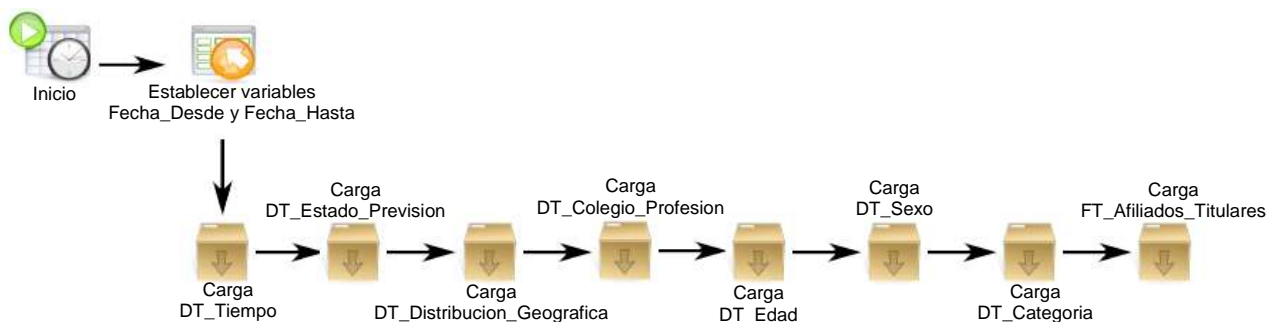 Inicio
Establecer variables
Fecha_Desde y Fecha_Hasta
Carga
DT_Tiempo
Carga
DT_Estado_Prevision
Carga
DT_Distribucion_Geografica
Carga
DT_Colegio_Profesion
Carga
DT_Edad
Carga
DT_Sexo
Carga
DT_Categoria
Carga
FT_Afiliados_Titulares